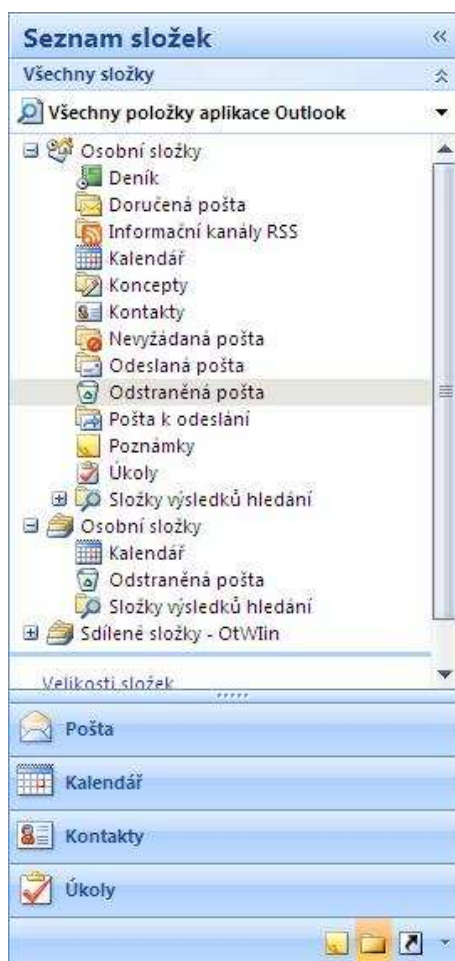 Seznam složek
Všechny složky
Všechny položky aplikace Outlook
Osobní složky
Deník
Doručená pošta
Informační kanály RSS
Kalendář
Koncepty
Kontakty
Nevyžádaná pošta
Odeslaná pošta
Odstraněná pošta
Pošta k odeslání
Poznámky
Úkoly
Složky výsledků hledání
Osobní složky
Kalendář
Odstraněná pošta
Složky výsledků hledání
Sdílené složky - OtWIin
Velikosti složek
Pošta
Kalendář
Kontakty
Úkoly